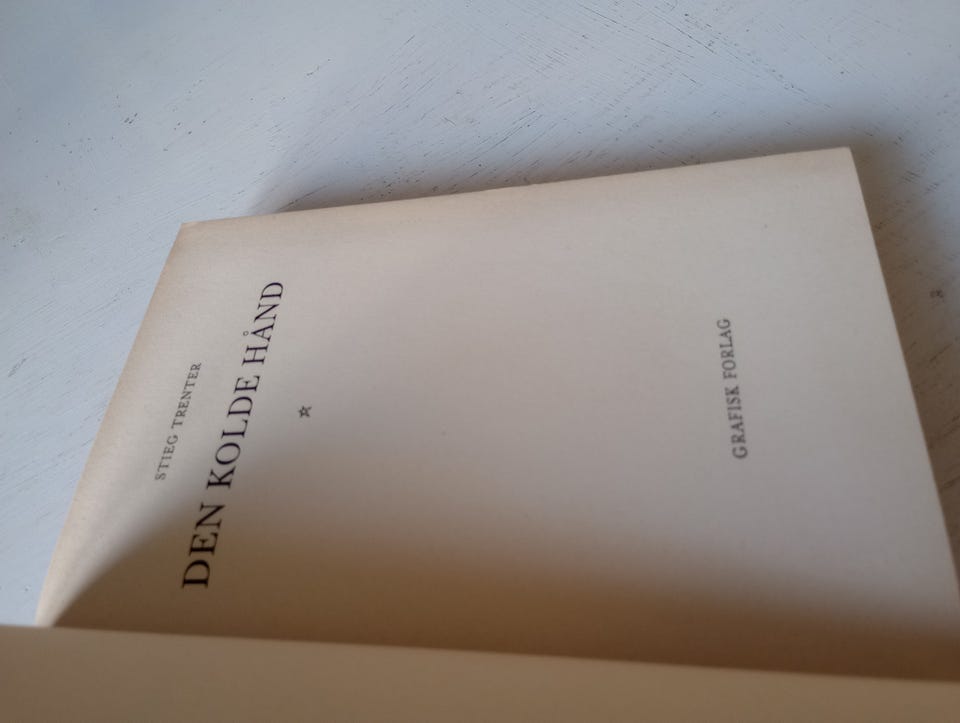 STIEG TRENTER
DEN KOLDE HÅND
GRAFISK FORLAG